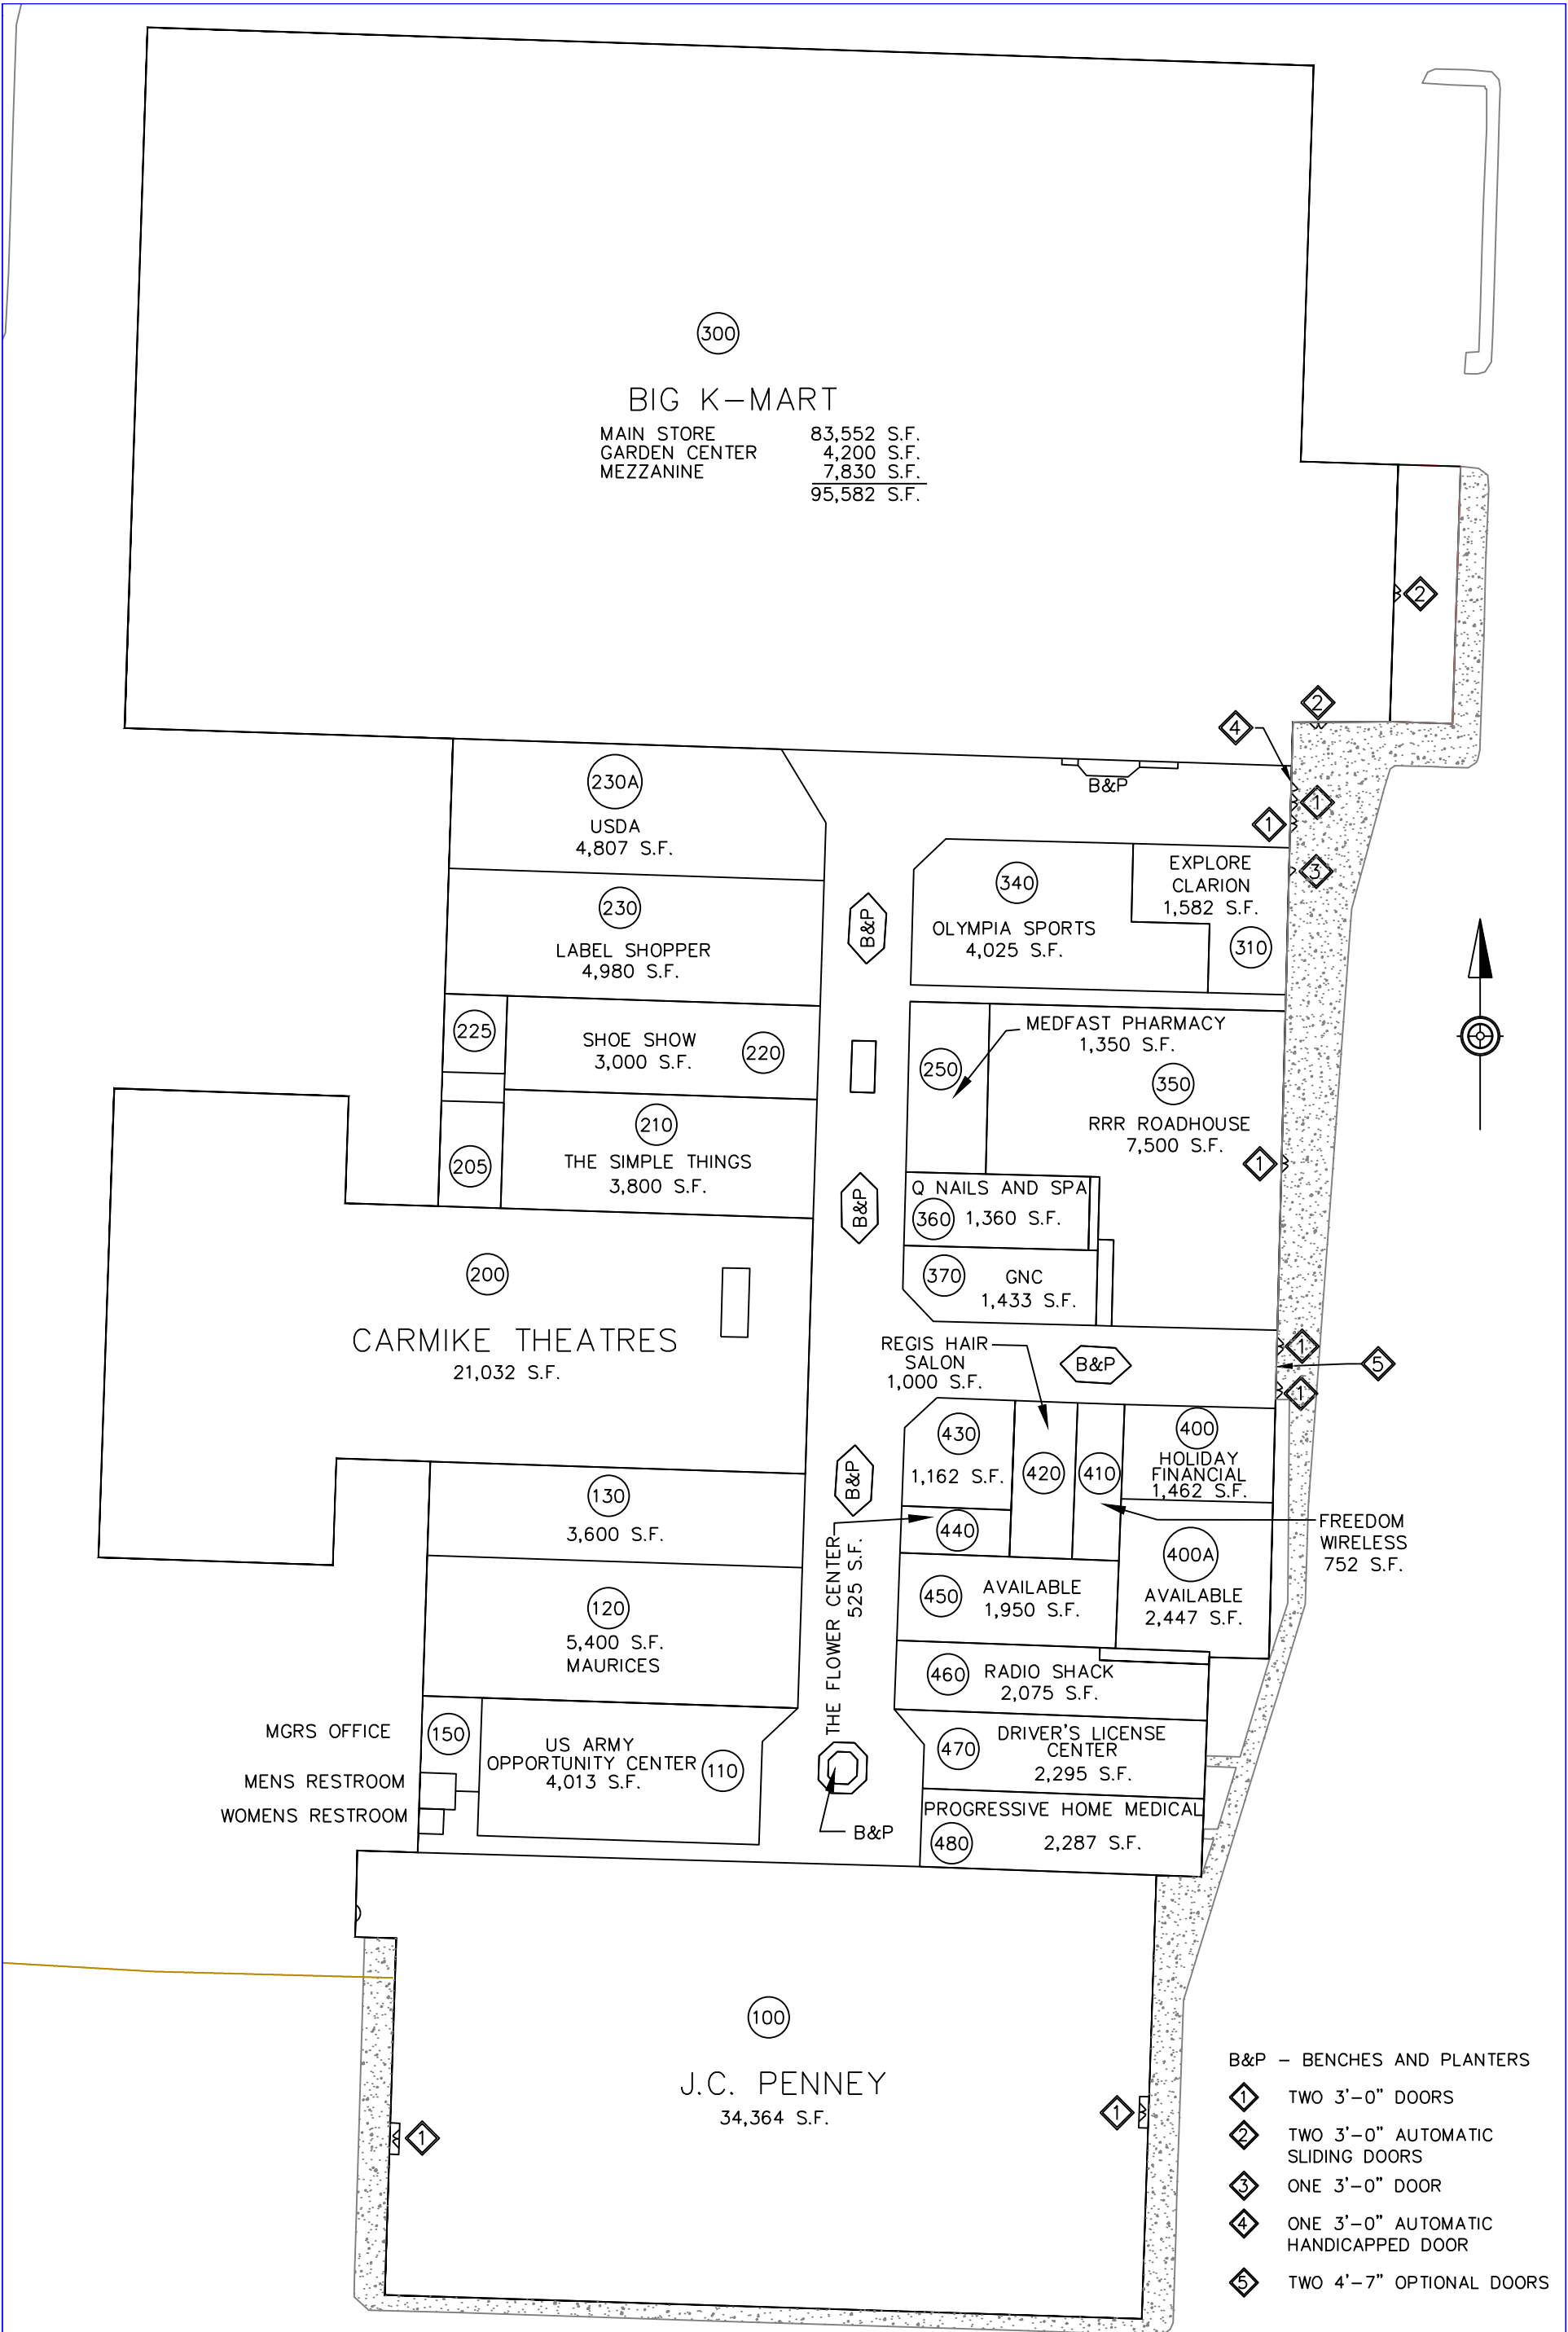 300
BIG K-MART
MAIN STORE 83,552 S.F.
GARDEN CENTER 4,200 S.F.
MEZZANINE 7,830 S.F.
95,582 S.F.
2
2
4
B&P
1
1
3
230A
USDA
4,807 S.F.
230
LABEL SHOPPER
4,980 S.F.
B&P
340
OLYMPIA SPORTS
4,025 S.F.
EXPLORE
CLARION
1,582 S.F.
310
225
SHOE SHOW
3,000 S.F.
220
250
MEDFAST PHARMACY
1,350 S.F.
350
RRR ROADHOUSE
7,500 S.F.
1
205
210
THE SIMPLE THINGS
3,800 S.F.
B&P
Q NAILS AND SPA
360 1,360 S.F.
370 GNC
1,433 S.F.
200
CARMIKE THEATRES
21,032 S.F.
REGIS HAIR
SALON
1,000 S.F.
B&P
1
5
1
430
1,162 S.F.
420
410
400
HOLIDAY
FINANCIAL
1,462 S.F.
B&P
130
3,600 S.F.
440
THE FLOWER CENTER
525 S.F.
FREEDOM
WIRELESS
752 S.F.
400A
AVAILABLE
2,447 S.F.
450
AVAILABLE
1,950 S.F.
120
5,400 S.F.
MAURICES
460
RADIO SHACK
2,075 S.F.
MGRS OFFICE
150
US ARMY
OPPORTUNITY CENTER
4,013 S.F.
110
470
DRIVER'S LICENSE
CENTER
2,295 S.F.
MENS RESTROOM
WOMENS RESTROOM
B&P
PROGRESSIVE HOME MEDICAL
480 2,287 S.F.
100
J.C. PENNEY
34,364 S.F.
1
1
B&P - BENCHES AND PLANTERS
1 TWO 3'-0" DOORS
2 TWO 3'-0" AUTOMATIC
SLIDING DOORS
3 ONE 3'-0" DOOR
4 ONE 3'-0" AUTOMATIC
HANDICAPPED DOOR
5 TWO 4'-7" OPTIONAL DOORS